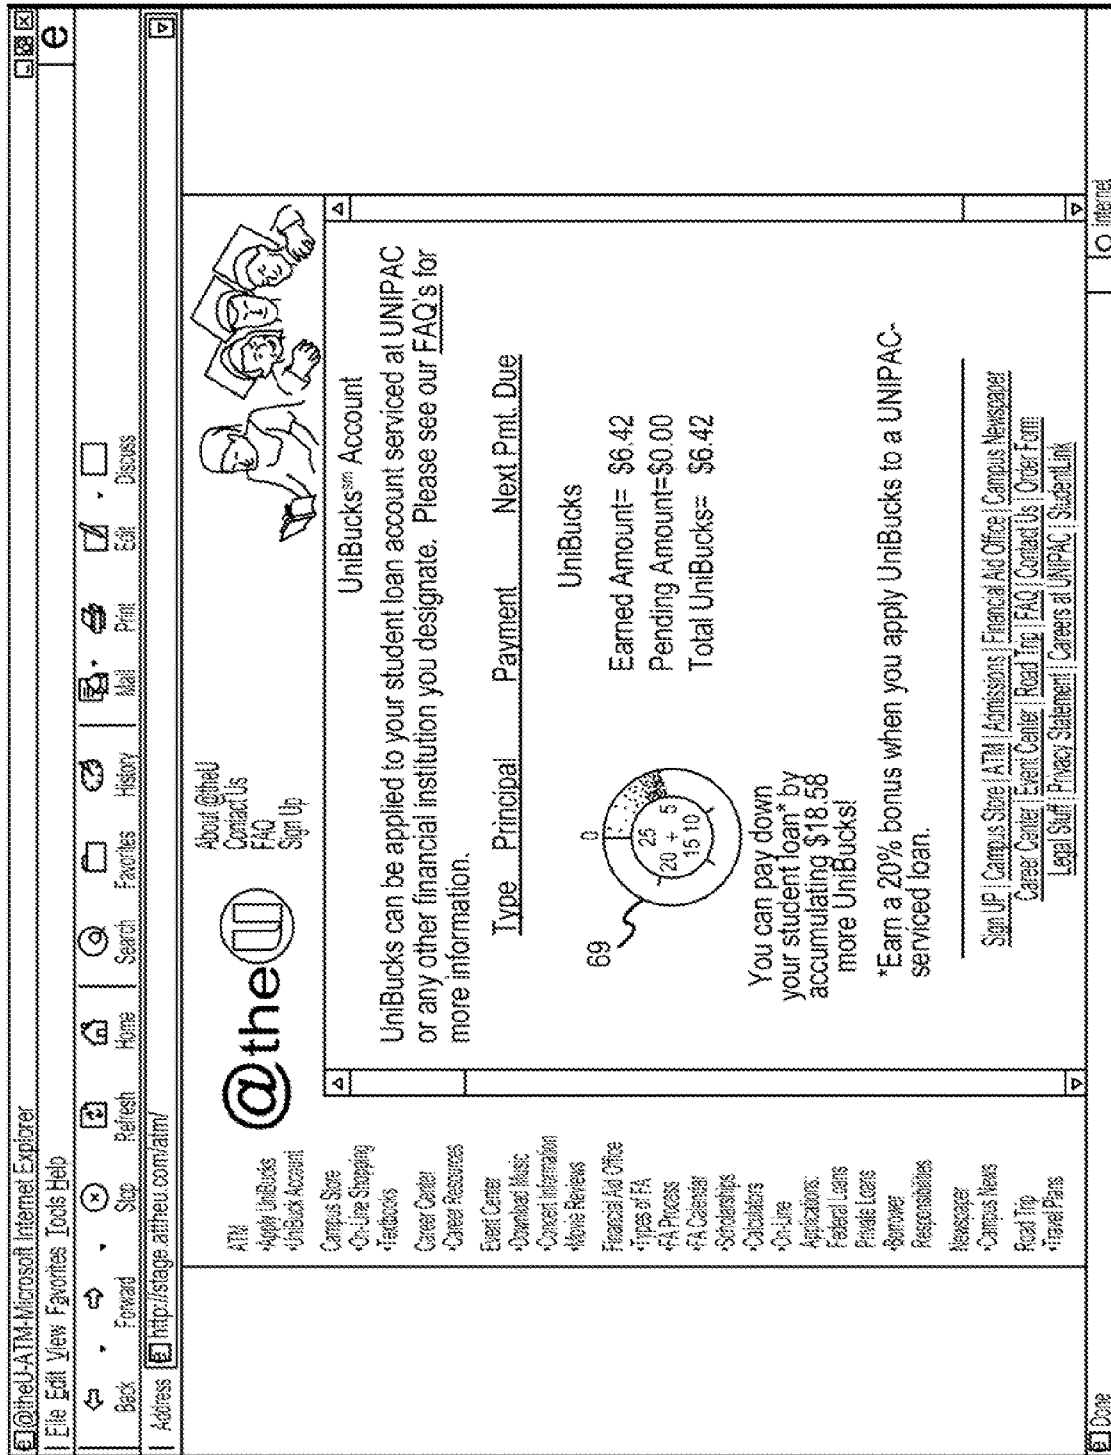 @theU-ATM-Microsoft Internet Explorer
File Edit View Favorites Tools Help
Back Forward Stop Refresh Home Search Favorites History Mail Print Edit Discuss
Address http://stage.attheu.com/atm/
@theU
About @theU
Contact Us
FAQ
Sign Up
ATM
•Apply UniBucks
•UniBuck Account
Campus Store
•On-Line Shopping
•Textbooks
Career Center
•Career Resources
Event Center
•Download Music
•Concert Information
•Movie Reviews
Financial Aid Office
•Types of FA
•FA Process
•FA Calendar
•Scholarships
•Calculators
•On-Line
Applications:
Federal Loans
Private Loans
•Borrower
Responsibilities
Newspaper
•Campus News
Road Trip
•Travel Plans
UniBucks℠ Account
UniBucks can be applied to your student loan account serviced at UNIPAC
or any other financial institution you designate. Please see our FAQ's for
more information.
Type Principal Payment Next Pmt. Due
69
0
25
20 + 5
15 10
UniBucks
Earned Amount= $6.42
Pending Amount=$0.00
Total UniBucks= $6.42
You can pay down
your student loan* by
accumulating $18.58
more UniBucks!
*Earn a 20% bonus when you apply UniBucks to a UNIPAC-
serviced loan.
Sign UP | Campus Store | ATM | Admissions | Financial Aid Office | Campus Newspaper
Career Center | Event Center | Road Trip | FAQ | Contact Us | Order Form
Legal Stuff | Privacy Statement | Careers at UNIPAC | StudentLink
Done
Internet